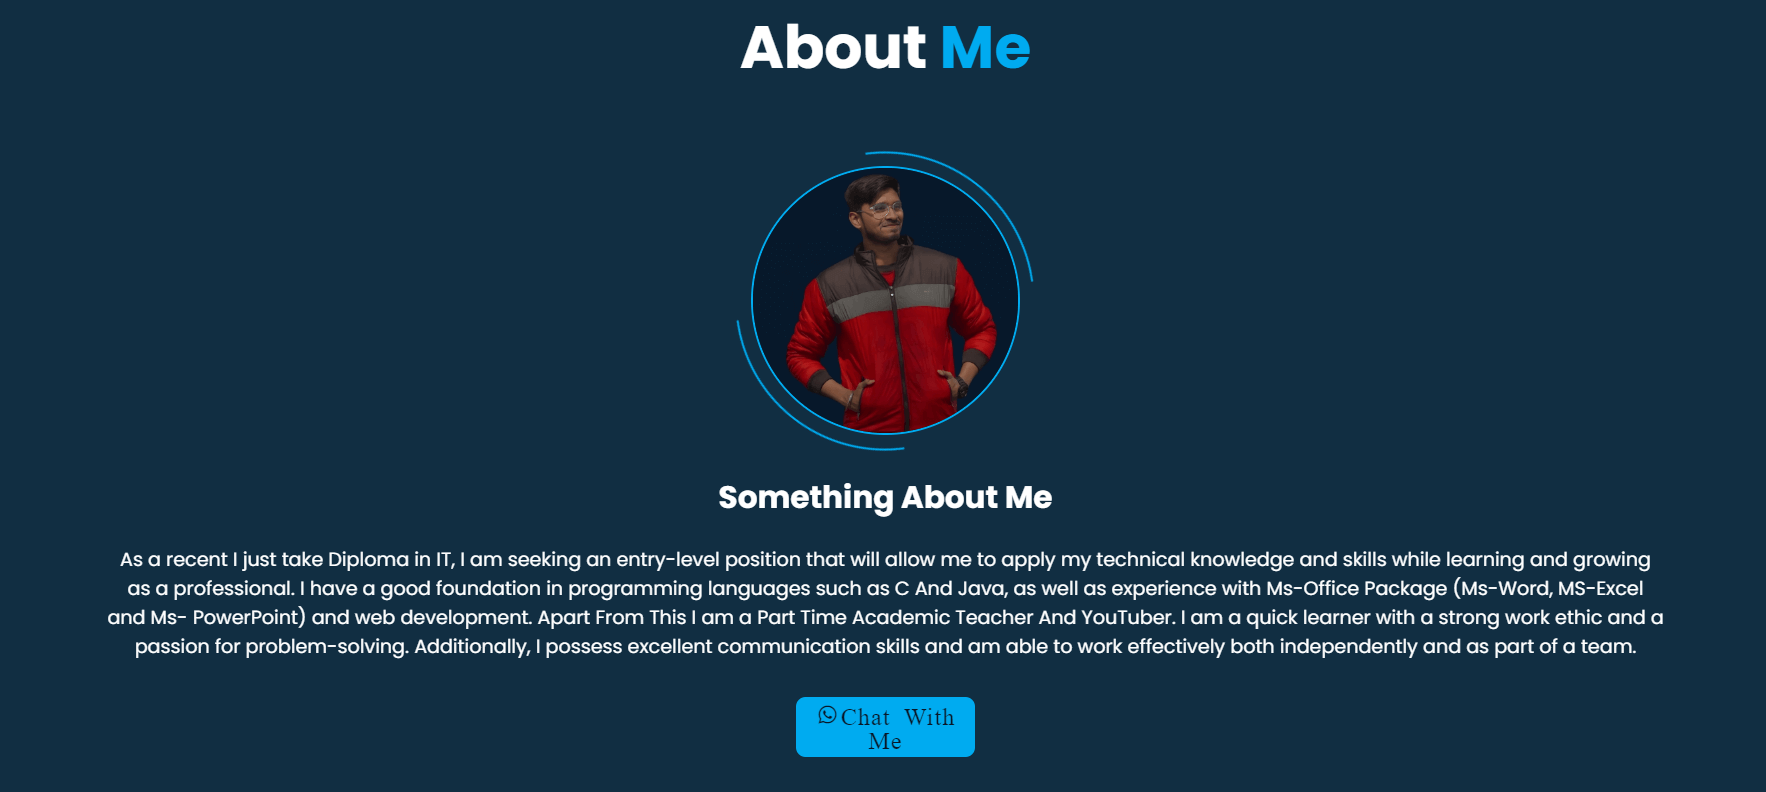 About Me
Something About Me
As a recent I just take Diploma in IT, I am seeking an entry-level position that will allow me to apply my technical knowledge and skills while learning and growing
as a professional. I have a good foundation in programming languages such as C And Java, as well as experience with Ms-Office Package (Ms-Word, MS-Excel
and Ms- PowerPoint) and web development. Apart From This I am a Part Time Academic Teacher And YouTuber. I am a quick learner with a strong work ethic and a
passion for problem-solving. Additionally, I possess excellent communication skills and am able to work effectively both independently and as part of a team.
Chat With
Me